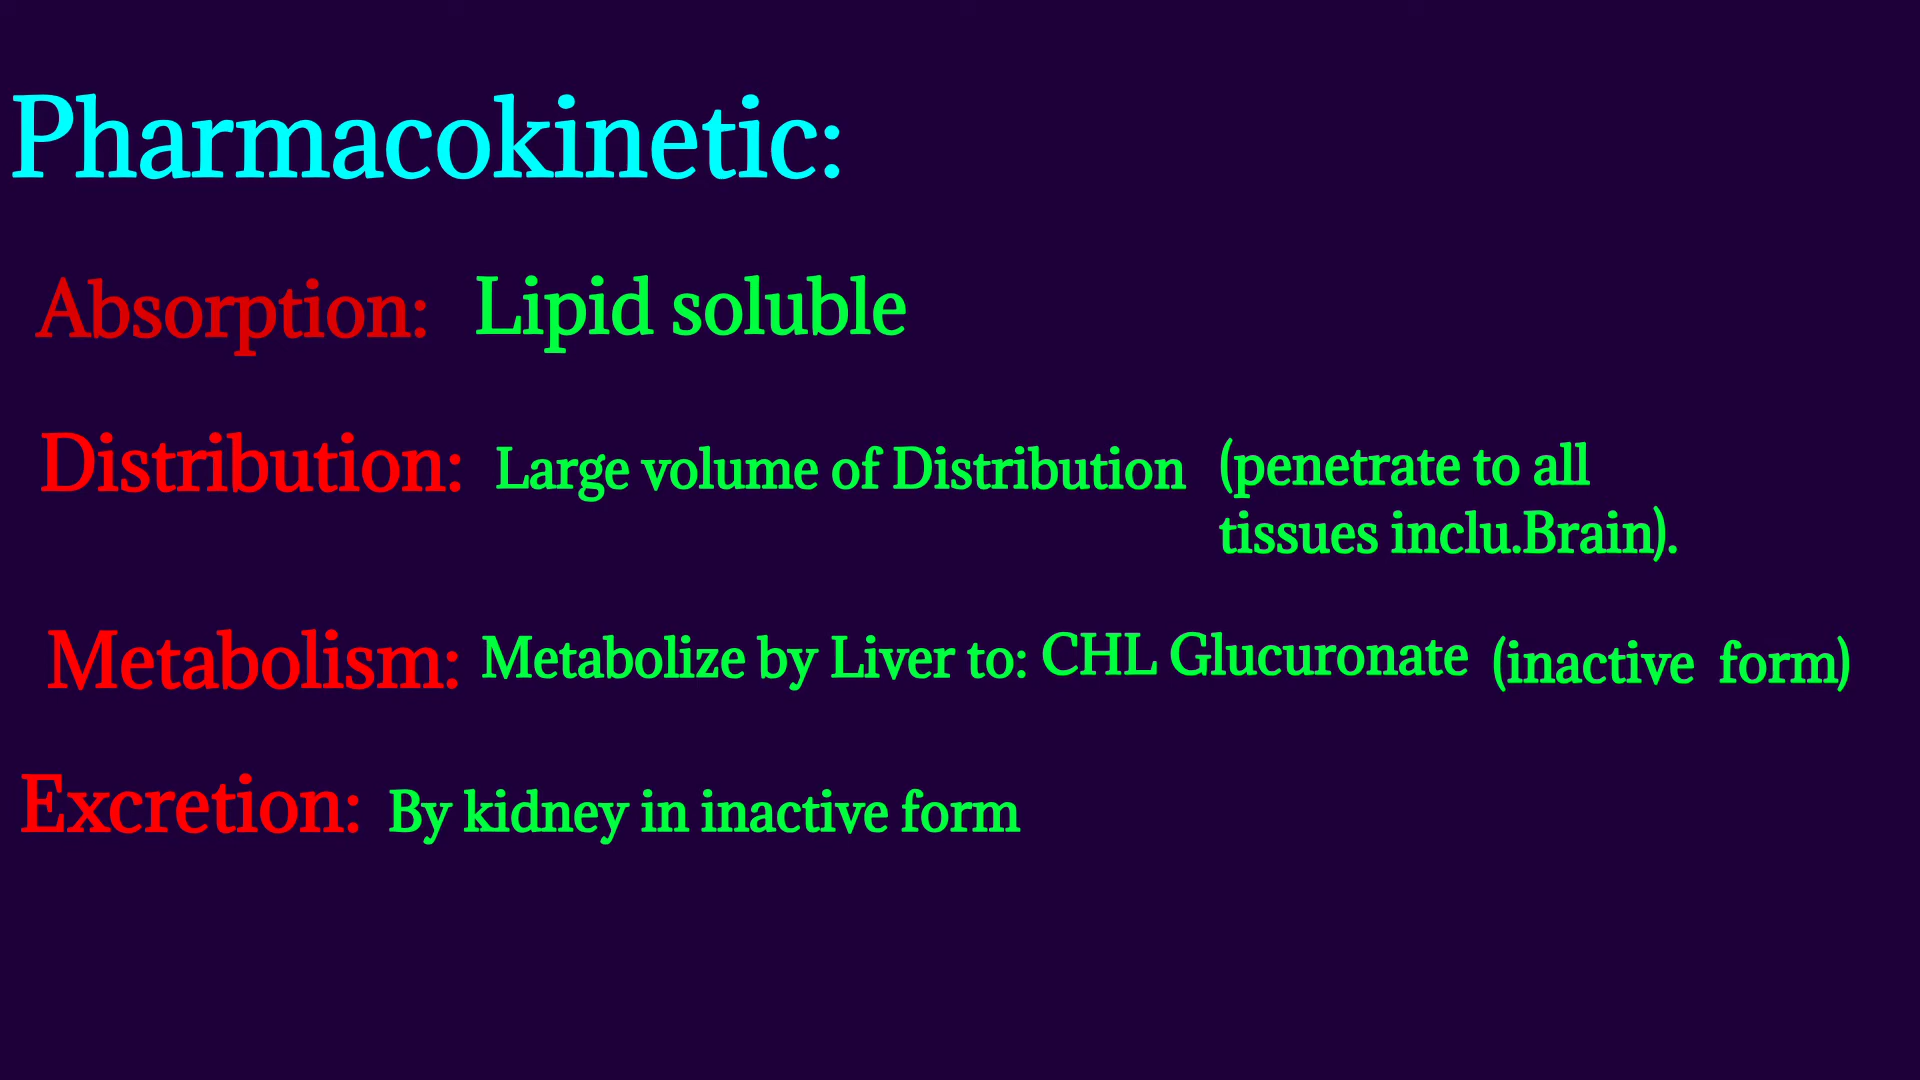 Pharmacokinetic:
Absorption: Lipid soluble
Distribution: Large volume of Distribution (penetrate to all
tissues inclu.Brain).
Metabolism: Metabolize by Liver to: CHL Glucuronate (inactive form)
Excretion: By kidney in inactive form